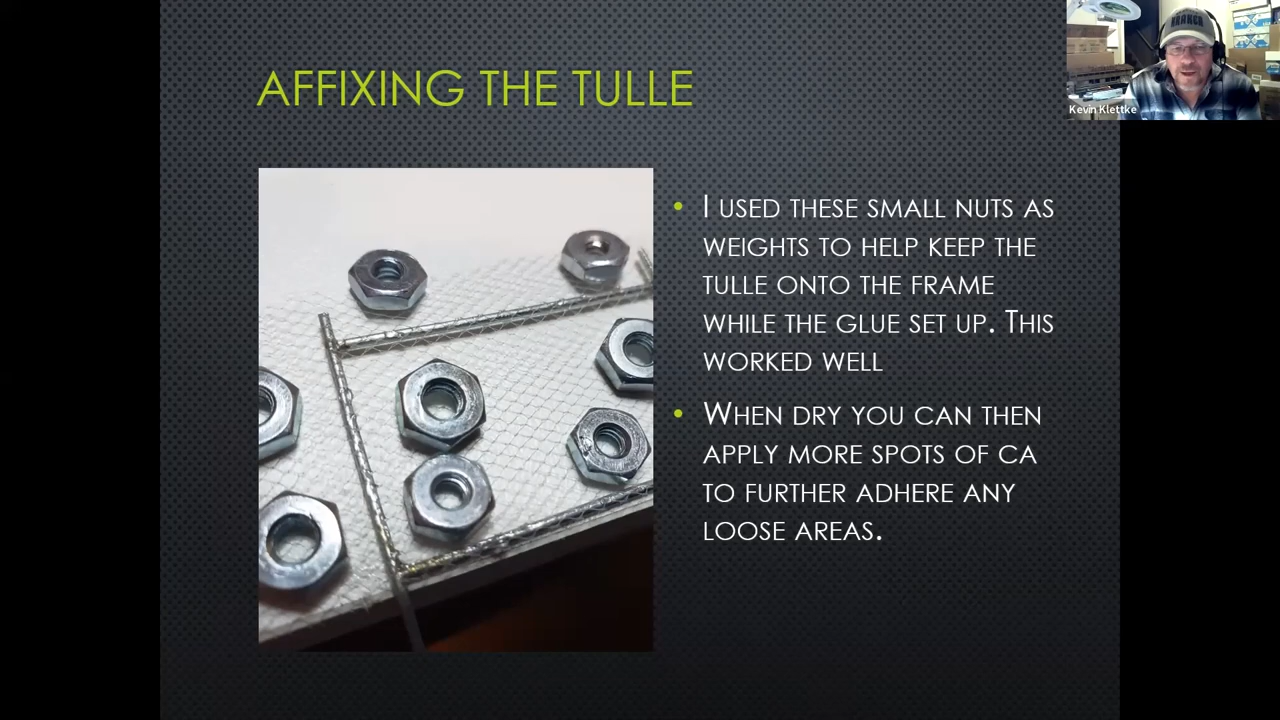 AFFIXING THE TULLE
Kevin Klettke
• I USED THESE SMALL NUTS AS
WEIGHTS TO HELP KEEP THE
TULLE ONTO THE FRAME
WHILE THE GLUE SET UP. THIS
WORKED WELL
• WHEN DRY YOU CAN THEN
APPLY MORE SPOTS OF CA
TO FURTHER ADHERE ANY
LOOSE AREAS.